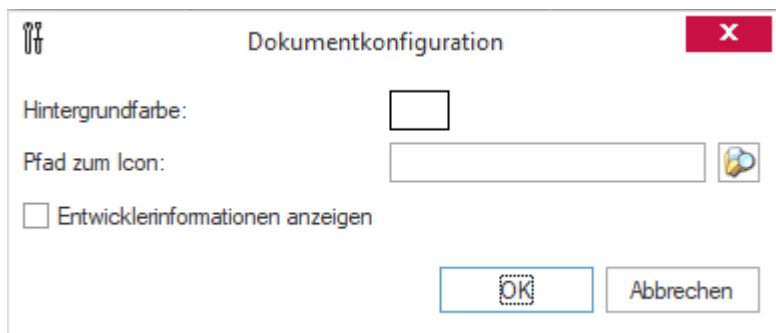 Dokumentkonfiguration
Hintergrundfarbe:
Pfad zum Icon:
Entwicklerinformationen anzeigen
OK Abbrechen